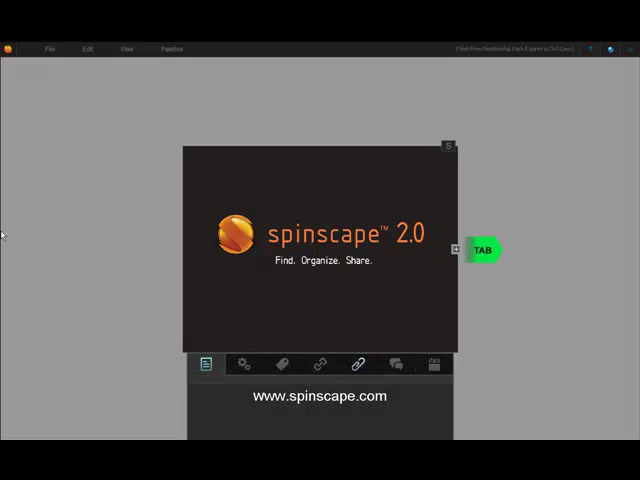 File Edit View Palettes
S
spinscape™ 2.0
Find. Organize. Share.
TAB
www.spinscape.com